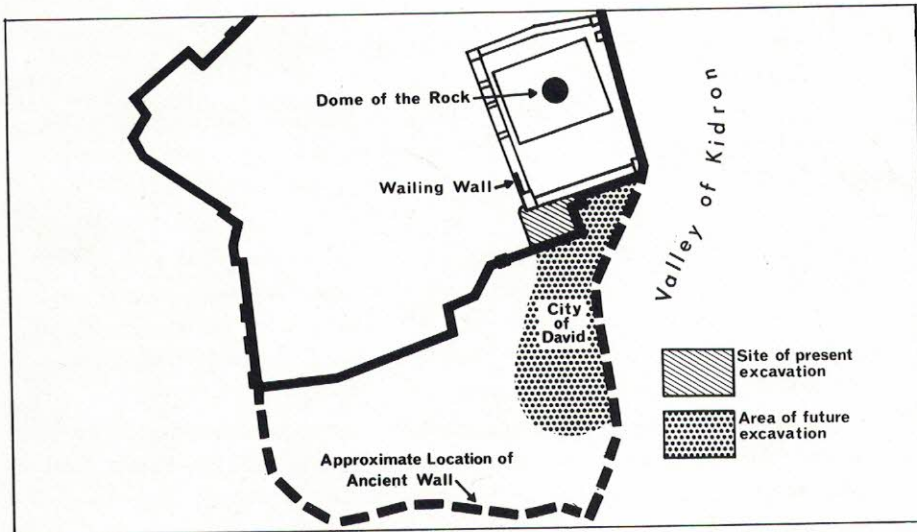 Dome of the Rock
Wailing Wall
Valley of Kidron
City
of
David
Site of present
excavation
Area of future
excavation
Approximate Location of
Ancient Wall